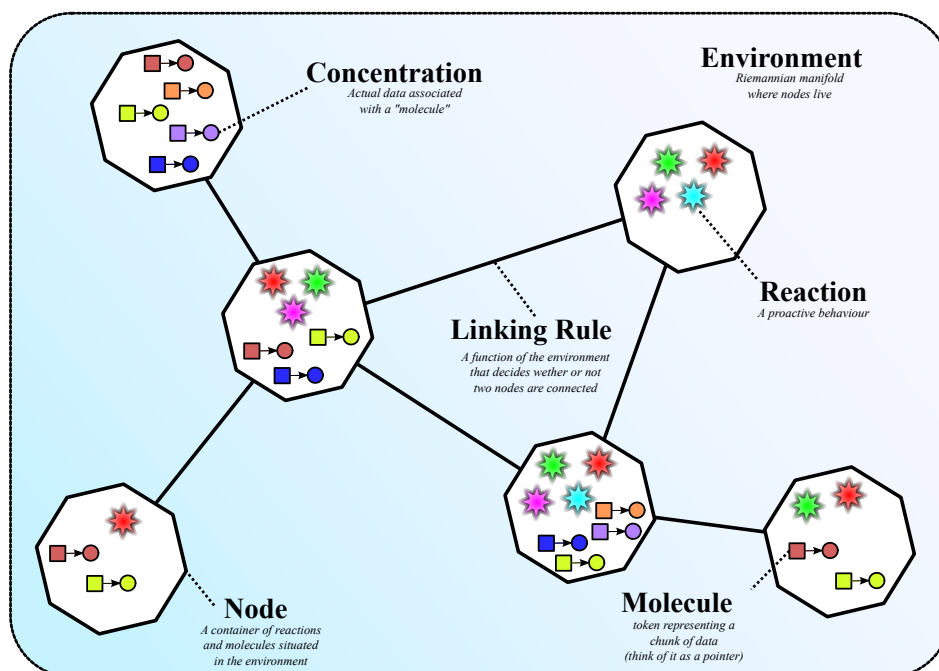 Concentration
Actual data associated
with a "molecule"
Environment
Riemannian manifold
where nodes live
Reaction
A proactive behaviour
Linking Rule
A function of the environment
that decides wether or not
two nodes are connected
Node
A container of reactions
and molecules situated
in the environment
Molecule
token representing a
chunk of data
(think of it as a pointer)